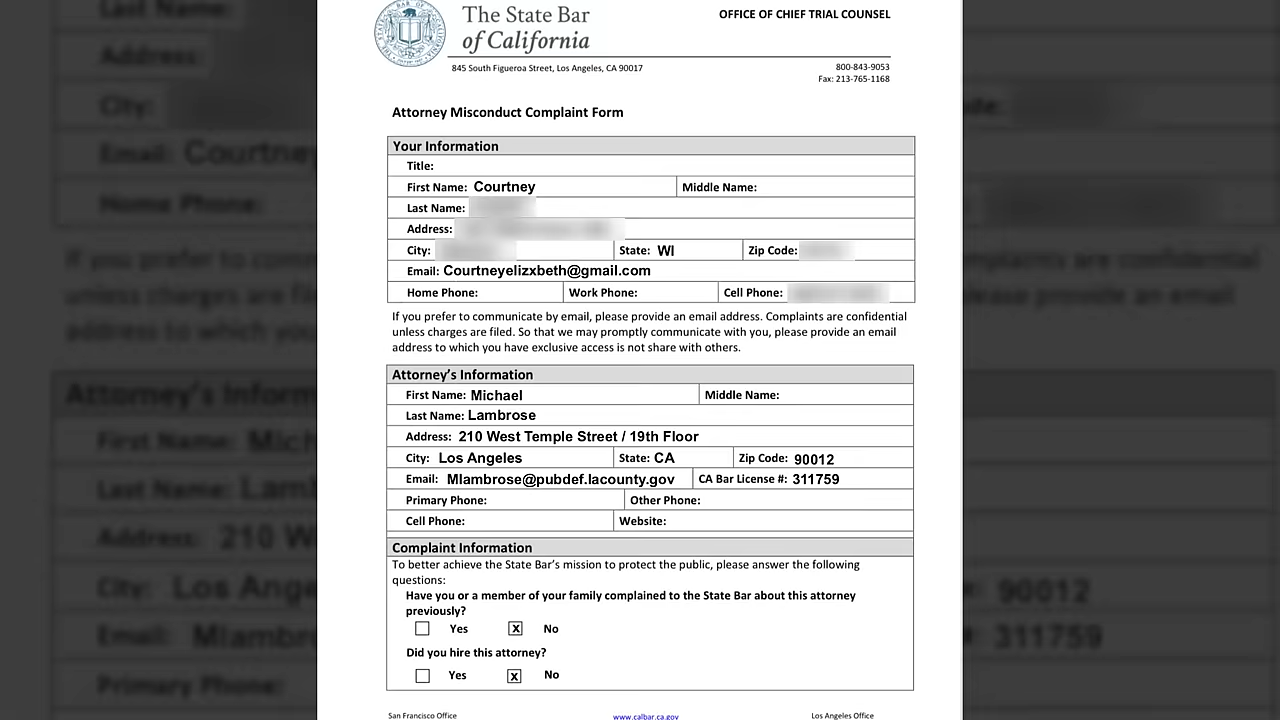 The State Bar
of California
OFFICE OF CHIEF TRIAL COUNSEL
845 South Figueroa Street, Los Angeles, CA 90017
800-843-9053
Fax: 213-765-1168
Attorney Misconduct Complaint Form
Your Information
Title:
First Name: Courtney Middle Name:
Last Name:
Address:
City: State: WI Zip Code:
Email: Courtneyelizxbeth@gmail.com
Home Phone: Work Phone: Cell Phone:
If you prefer to communicate by email, please provide an email address. Complaints are confidential
unless charges are filed. So that we may promptly communicate with you, please provide an email
address to which you have exclusive access is not share with others.
Attorney's Information
First Name: Michael Middle Name:
Last Name: Lambrose
Address: 210 West Temple Street / 19th Floor
City: Los Angeles State: CA Zip Code: 90012
Email: Mlambrose@pubdef.lacounty.gov CA Bar License #: 311759
Primary Phone: Other Phone:
Cell Phone: Website:
Complaint Information
To better achieve the State Bar's mission to protect the public, please answer the following
questions:
Have you or a member of your family complained to the State Bar about this attorney
previously?
Yes x No
Did you hire this attorney?
Yes x No
San Francisco Office www.calbar.ca.gov Los Angeles Office